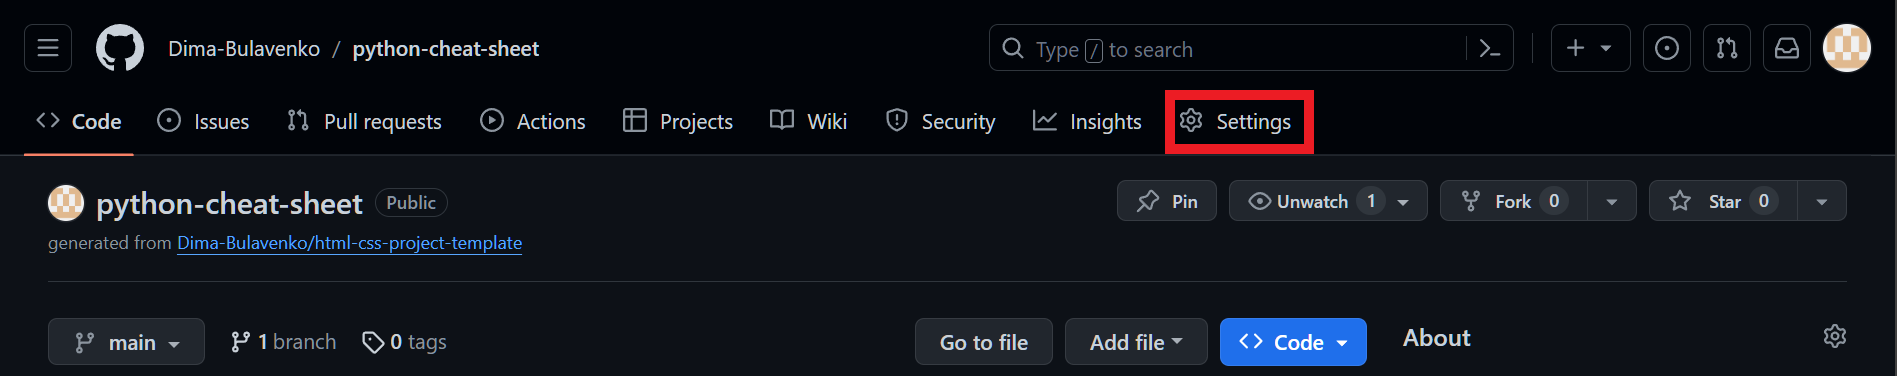 Dima-Bulavenko / python-cheat-sheet
Type / to search
Code Issues Pull requests Actions Projects Wiki Security Insights Settings
python-cheat-sheet Public
Pin Unwatch 1 Fork 0 Star 0
generated from Dima-Bulavenko/html-css-project-template
main 1 branch 0 tags Go to file Add file Code About